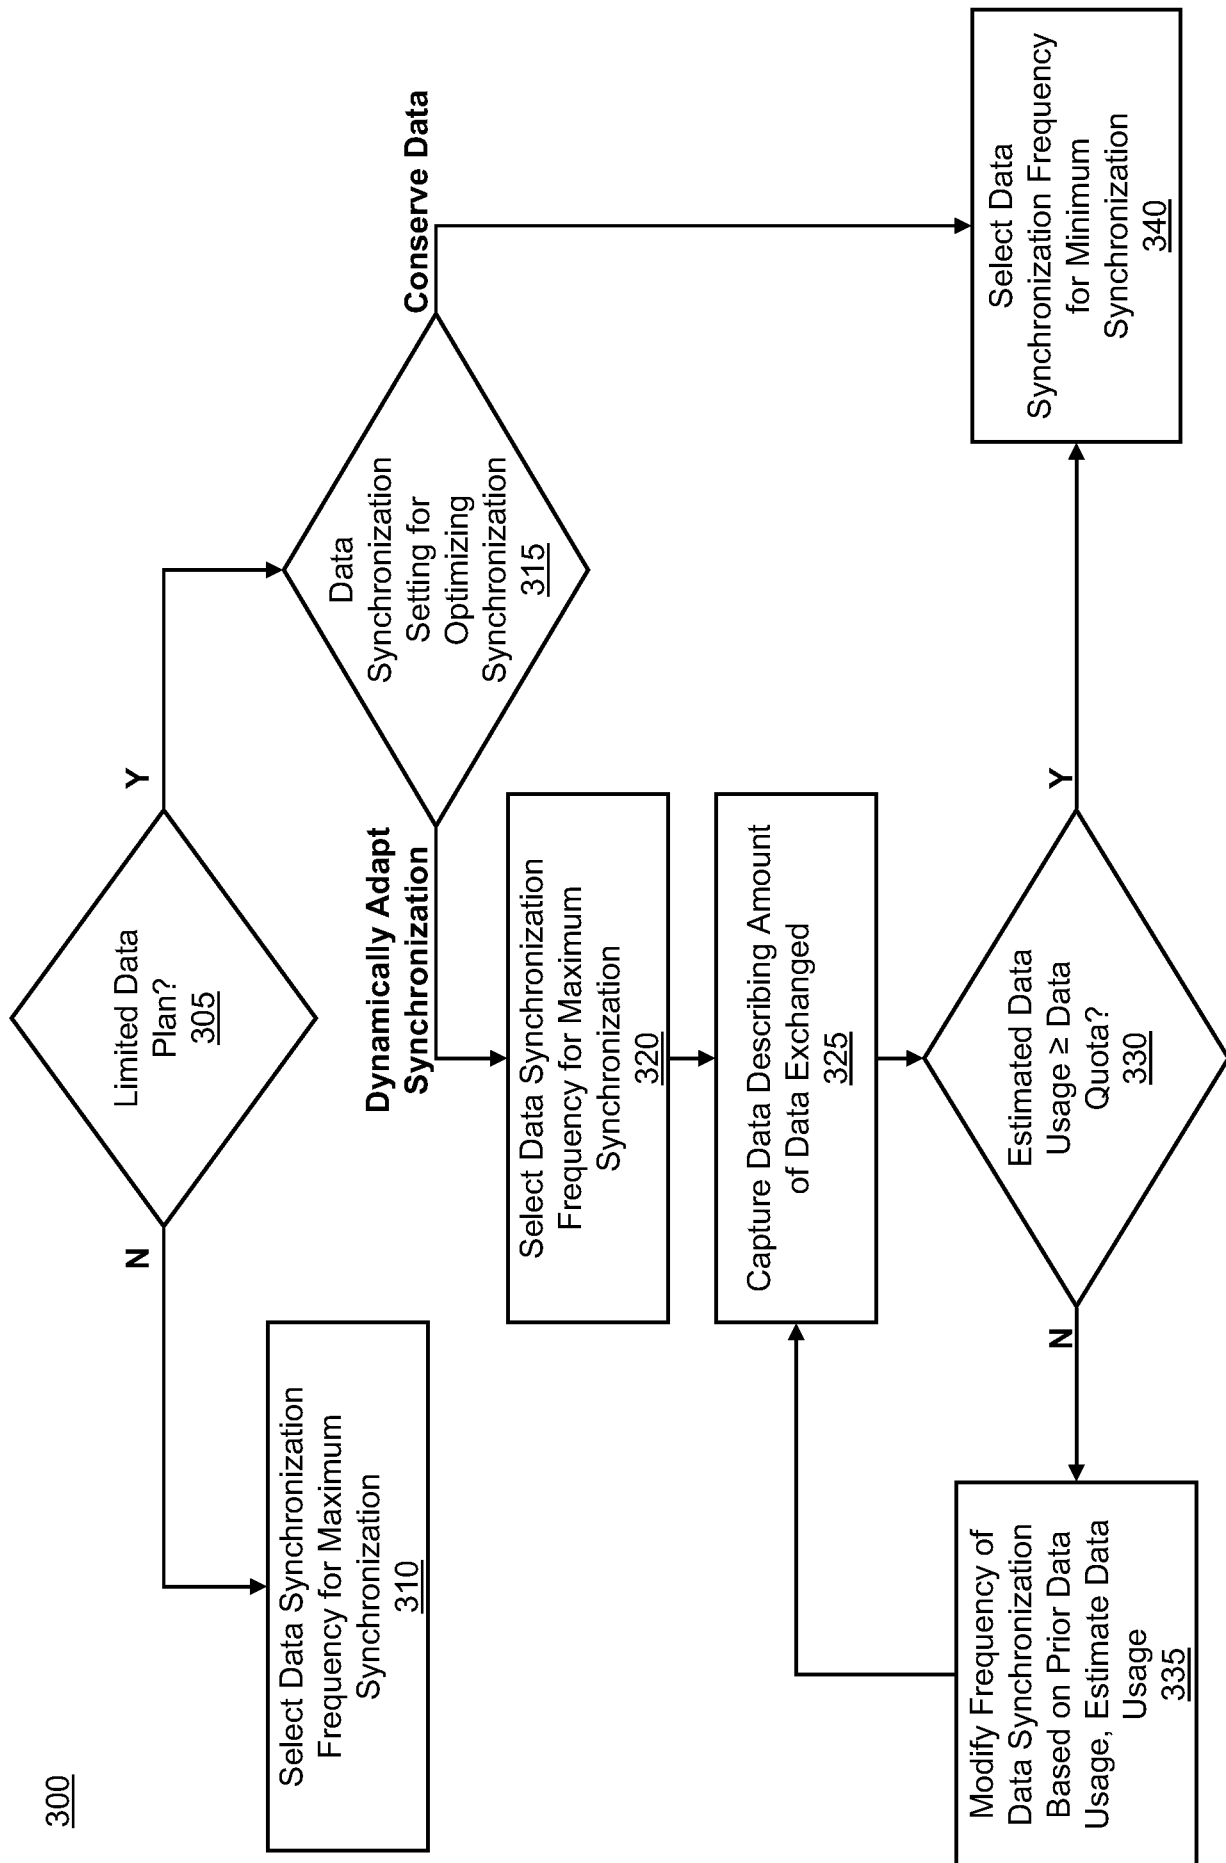 300
Limited Data
Plan?
305
N
Y
Select Data Synchronization
Frequency for Maximum
Synchronization
310
Data
Synchronization
Setting for
Optimizing
Synchronization
315
Dynamically Adapt
Synchronization
Conserve Data
Select Data Synchronization
Frequency for Maximum
Synchronization
320
Capture Data Describing Amount
of Data Exchanged
325
Estimated Data
Usage ≥ Data
Quota?
330
N
Y
Modify Frequency of
Data Synchronization
Based on Prior Data
Usage, Estimate Data
Usage
335
Select Data
Synchronization Frequency
for Minimum
Synchronization
340